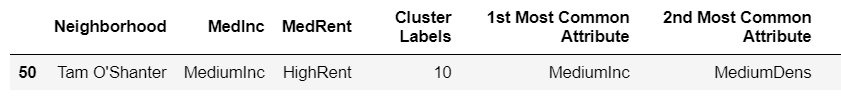 Neighborhood MedInc MedRent Cluster Labels 1st Most Common Attribute 2nd Most Common Attribute
50 Tam O'Shanter MediumInc HighRent 10 MediumInc MediumDens